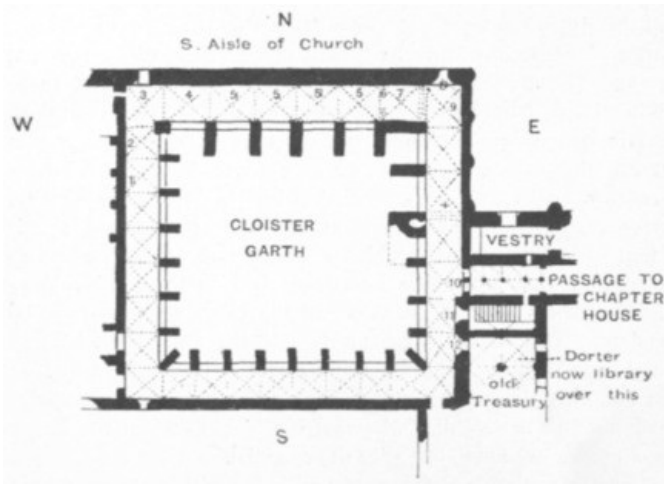 N
S. Aisle of Church
3 4 5 5 5 5 6 7 8
9
W
E
2
1
CLOISTER
GARTH
VESTRY
10 PASSAGE TO
CHAPTER
HOUSE
11
12
Dorter
now library
over this
old
Treasury
S